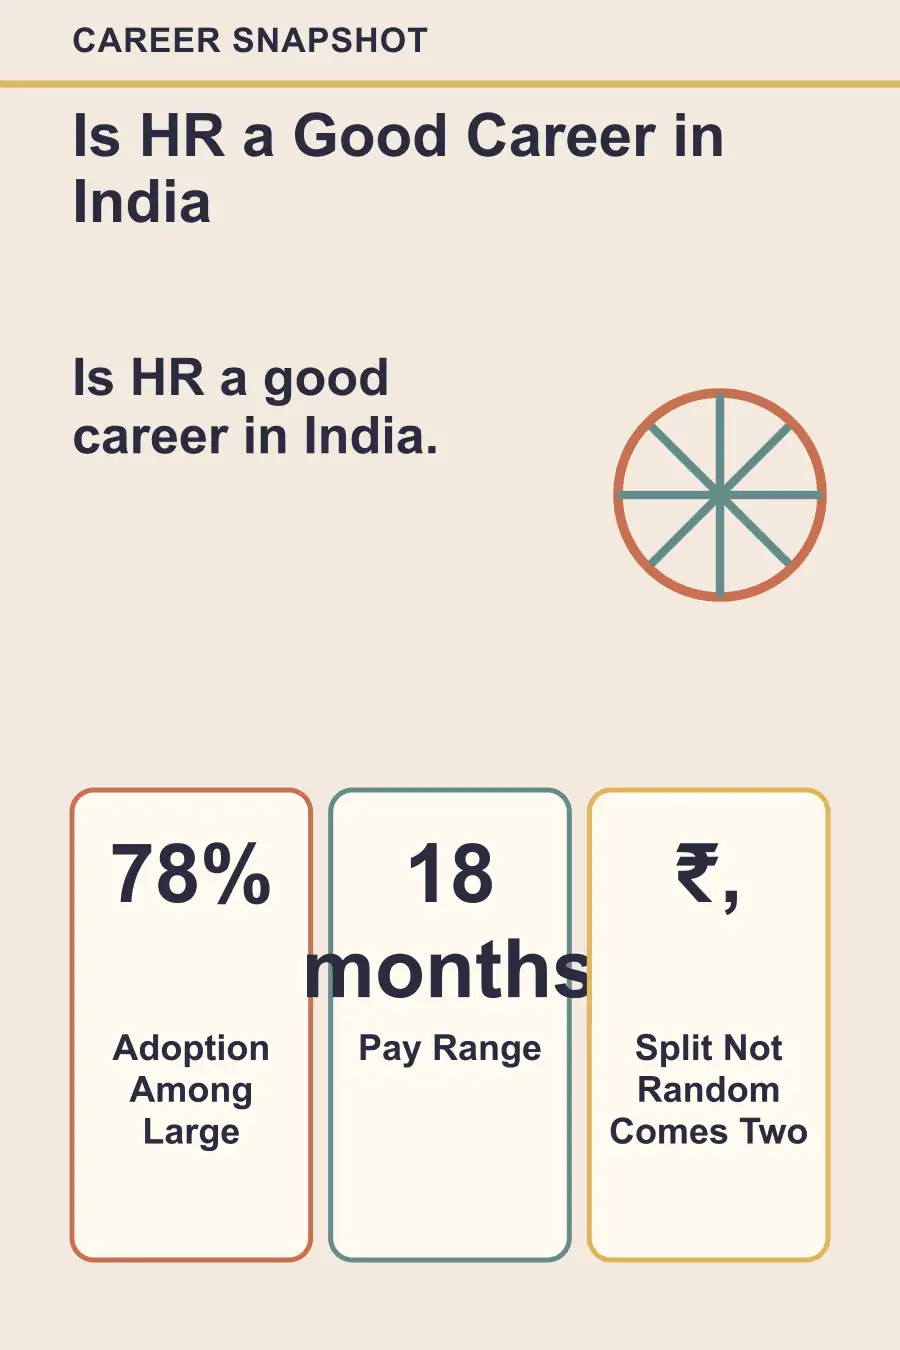 CAREER SNAPSHOT
Is HR a Good Career in
India
Is HR a good
career in India.
78%
Adoption
Among
Large
18
months
Pay Range
₹,
Split Not
Random
Comes Two